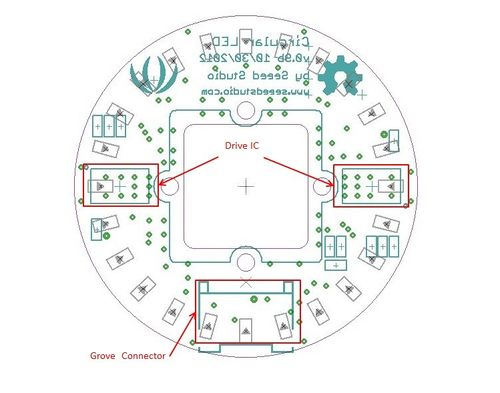 Circular LED
v0.9b 10/30/2012
by Seeed Studio
www.seeedstudio.com
Drive IC
Grove Connector